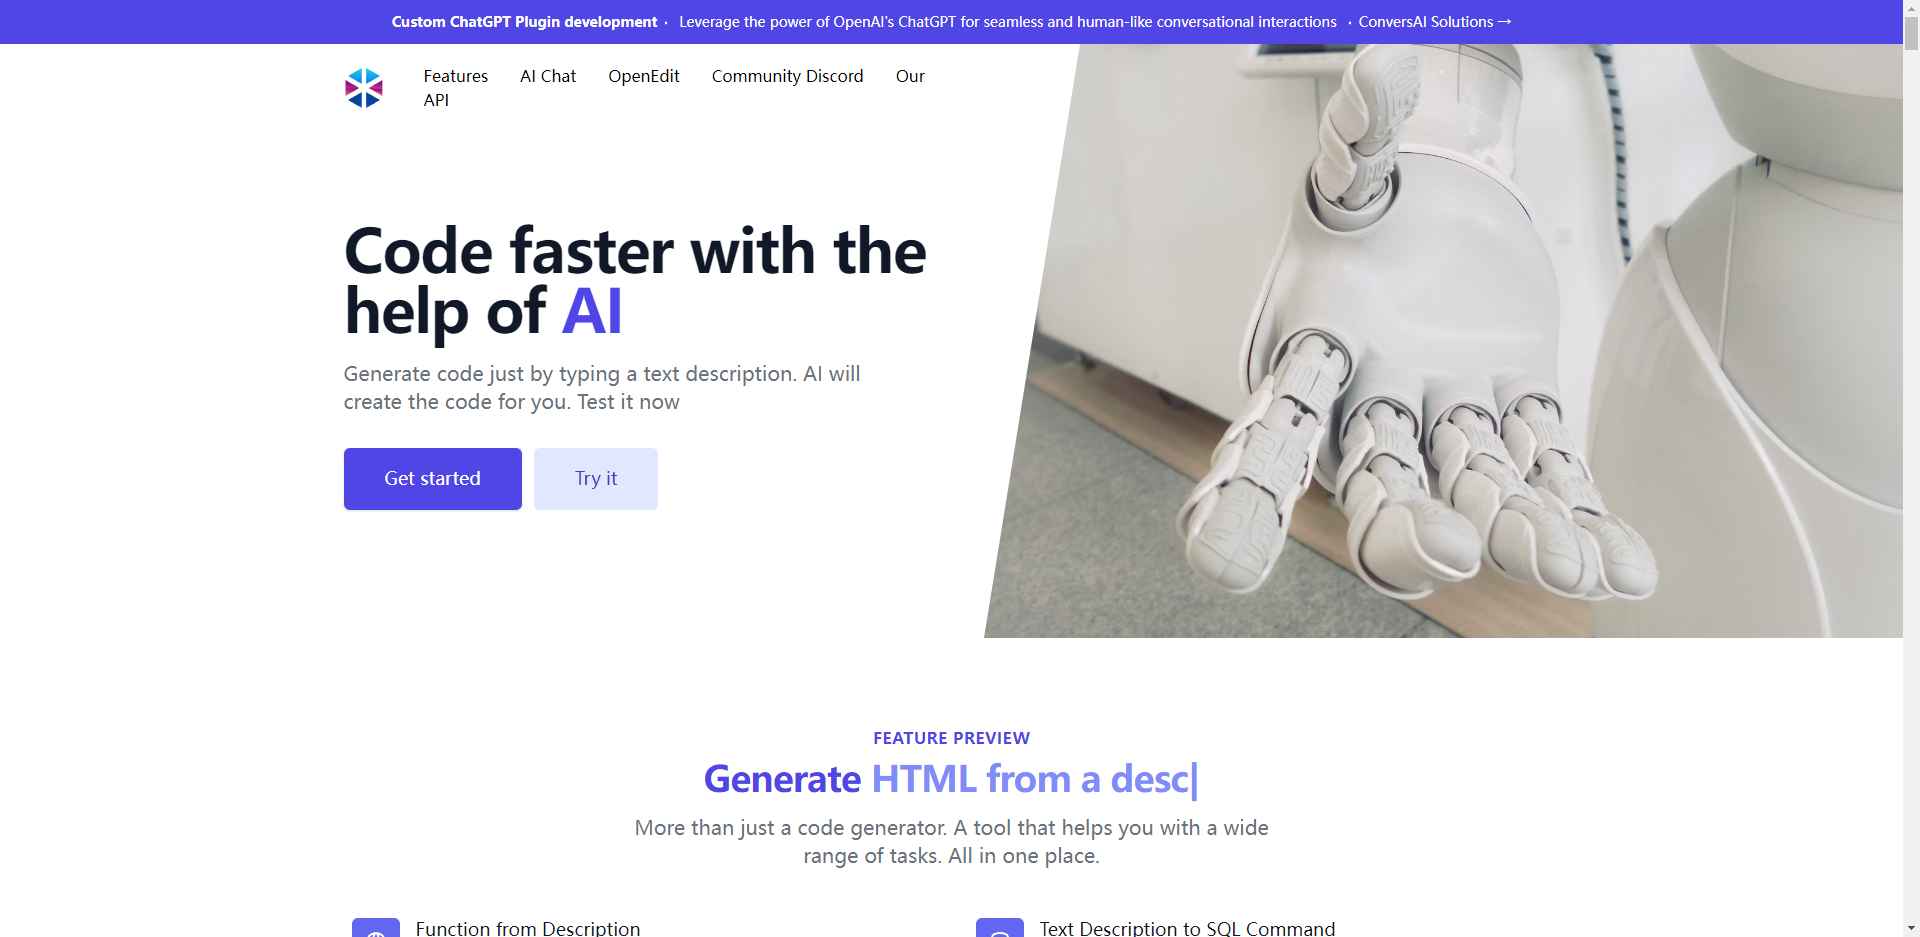 Custom ChatGPT Plugin development · Leverage the power of OpenAI's ChatGPT for seamless and human-like conversational interactions · ConversAI Solutions →
Features AI Chat OpenEdit Community Discord Our
API
Code faster with the
help of AI
Generate code just by typing a text description. AI will
create the code for you. Test it now
Get started Try it
FEATURE PREVIEW
Generate HTML from a desc|
More than just a code generator. A tool that helps you with a wide
range of tasks. All in one place.
Function from Description
Text Description to SQL Command